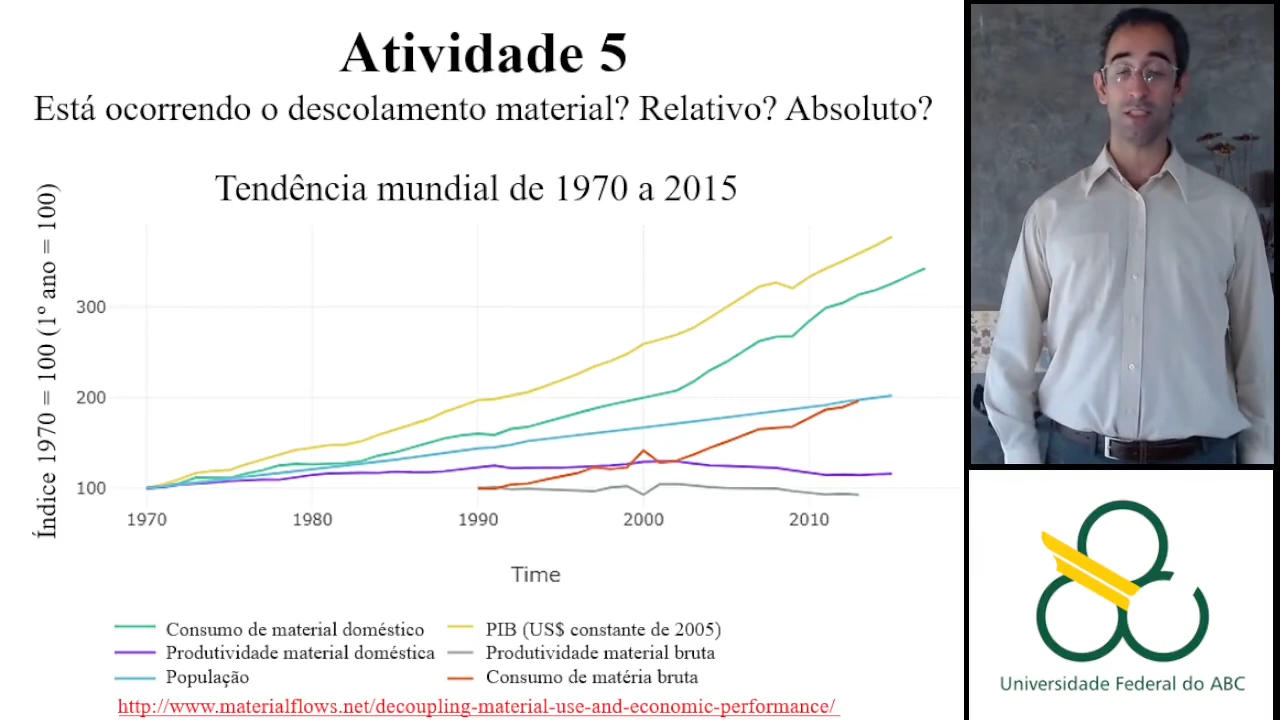 Atividade 5
Está ocorrendo o descolamento material? Relativo? Absoluto?
Tendência mundial de 1970 a 2015
Índice 1970 = 100 (1º ano = 100)
300
200
100
1970 1980 1990 2000 2010
Time
Consumo de material doméstico PIB (US$ constante de 2005)
Produtividade material doméstica Produtividade material bruta
População Consumo de matéria bruta
http://www.materialflows.net/decoupling-material-use-and-economic-performance/
Universidade Federal do ABC